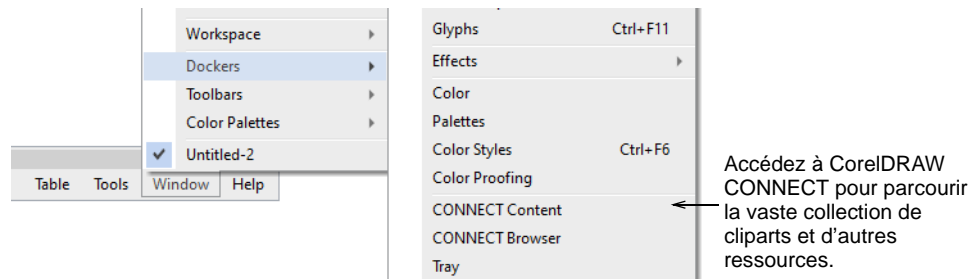 Workspace
Dockers
Toolbars
Color Palettes
Untitled-2
Table Tools Window Help
Glyphs Ctrl+F11
Effects
Color
Palettes
Color Styles Ctrl+F6
Color Proofing
CONNECT Content
CONNECT Browser
Tray
Accédez à CorelDRAW
CONNECT pour parcourir
la vaste collection de
cliparts et d'autres
ressources.